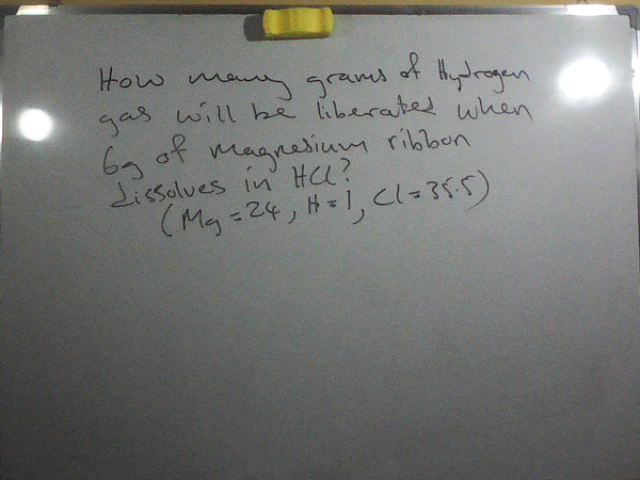 How many grams of Hydrogen
gas will be liberated when
6g of magnesium ribbon
dissolves in HCl?
(Mg = 24, H = 1, Cl = 35.5)